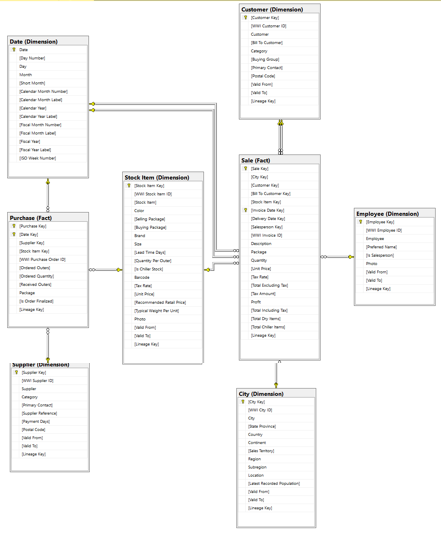 Customer (Dimension)
[Customer Key]
[WWI Customer ID]
Customer
[Bill To Customer]
Category
[Buying Group]
[Primary Contact]
[Postal Code]
[Valid From]
[Valid To]
[Lineage Key]
Date (Dimension)
Date
[Day Number]
Day
Month
[Short Month]
[Calendar Month Number]
[Calendar Month Label]
[Calendar Year]
[Calendar Year Label]
[Fiscal Month Number]
[Fiscal Month Label]
[Fiscal Year]
[Fiscal Year Label]
[ISO Week Number]
Stock Item (Dimension)
[Stock Item Key]
[WWI Stock Item ID]
[Stock Item]
Color
[Selling Package]
[Buying Package]
Brand
Size
[Lead Time Days]
[Quantity Per Outer]
[Is Chiller Stock]
Barcode
[Tax Rate]
[Unit Price]
[Recommended Retail Price]
[Typical Weight Per Unit]
Photo
[Valid From]
[Valid To]
[Lineage Key]
Sale (Fact)
[Sale Key]
[City Key]
[Customer Key]
[Bill To Customer Key]
[Stock Item Key]
[Invoice Date Key]
[Delivery Date Key]
[Salesperson Key]
[WWI Invoice ID]
Description
Package
Quantity
[Unit Price]
[Tax Rate]
[Total Excluding Tax]
[Tax Amount]
Profit
[Total Including Tax]
[Total Dry Items]
[Total Chiller Items]
[Lineage Key]
Employee (Dimension)
[Employee Key]
[WWI Employee ID]
Employee
[Preferred Name]
[Is Salesperson]
Photo
[Valid From]
[Valid To]
[Lineage Key]
Purchase (Fact)
[Purchase Key]
[Date Key]
[Supplier Key]
[Stock Item Key]
[WWI Purchase Order ID]
[Ordered Outers]
[Ordered Quantity]
[Received Outers]
Package
[Is Order Finalized]
[Lineage Key]
Supplier (Dimension)
[Supplier Key]
[WWI Supplier ID]
Supplier
Category
[Primary Contact]
[Supplier Reference]
[Payment Days]
[Postal Code]
[Valid From]
[Valid To]
[Lineage Key]
City (Dimension)
[City Key]
[WWI City ID]
City
[State Province]
Country
Continent
[Sales Territory]
Region
Subregion
Location
[Latest Recorded Population]
[Valid From]
[Valid To]
[Lineage Key]